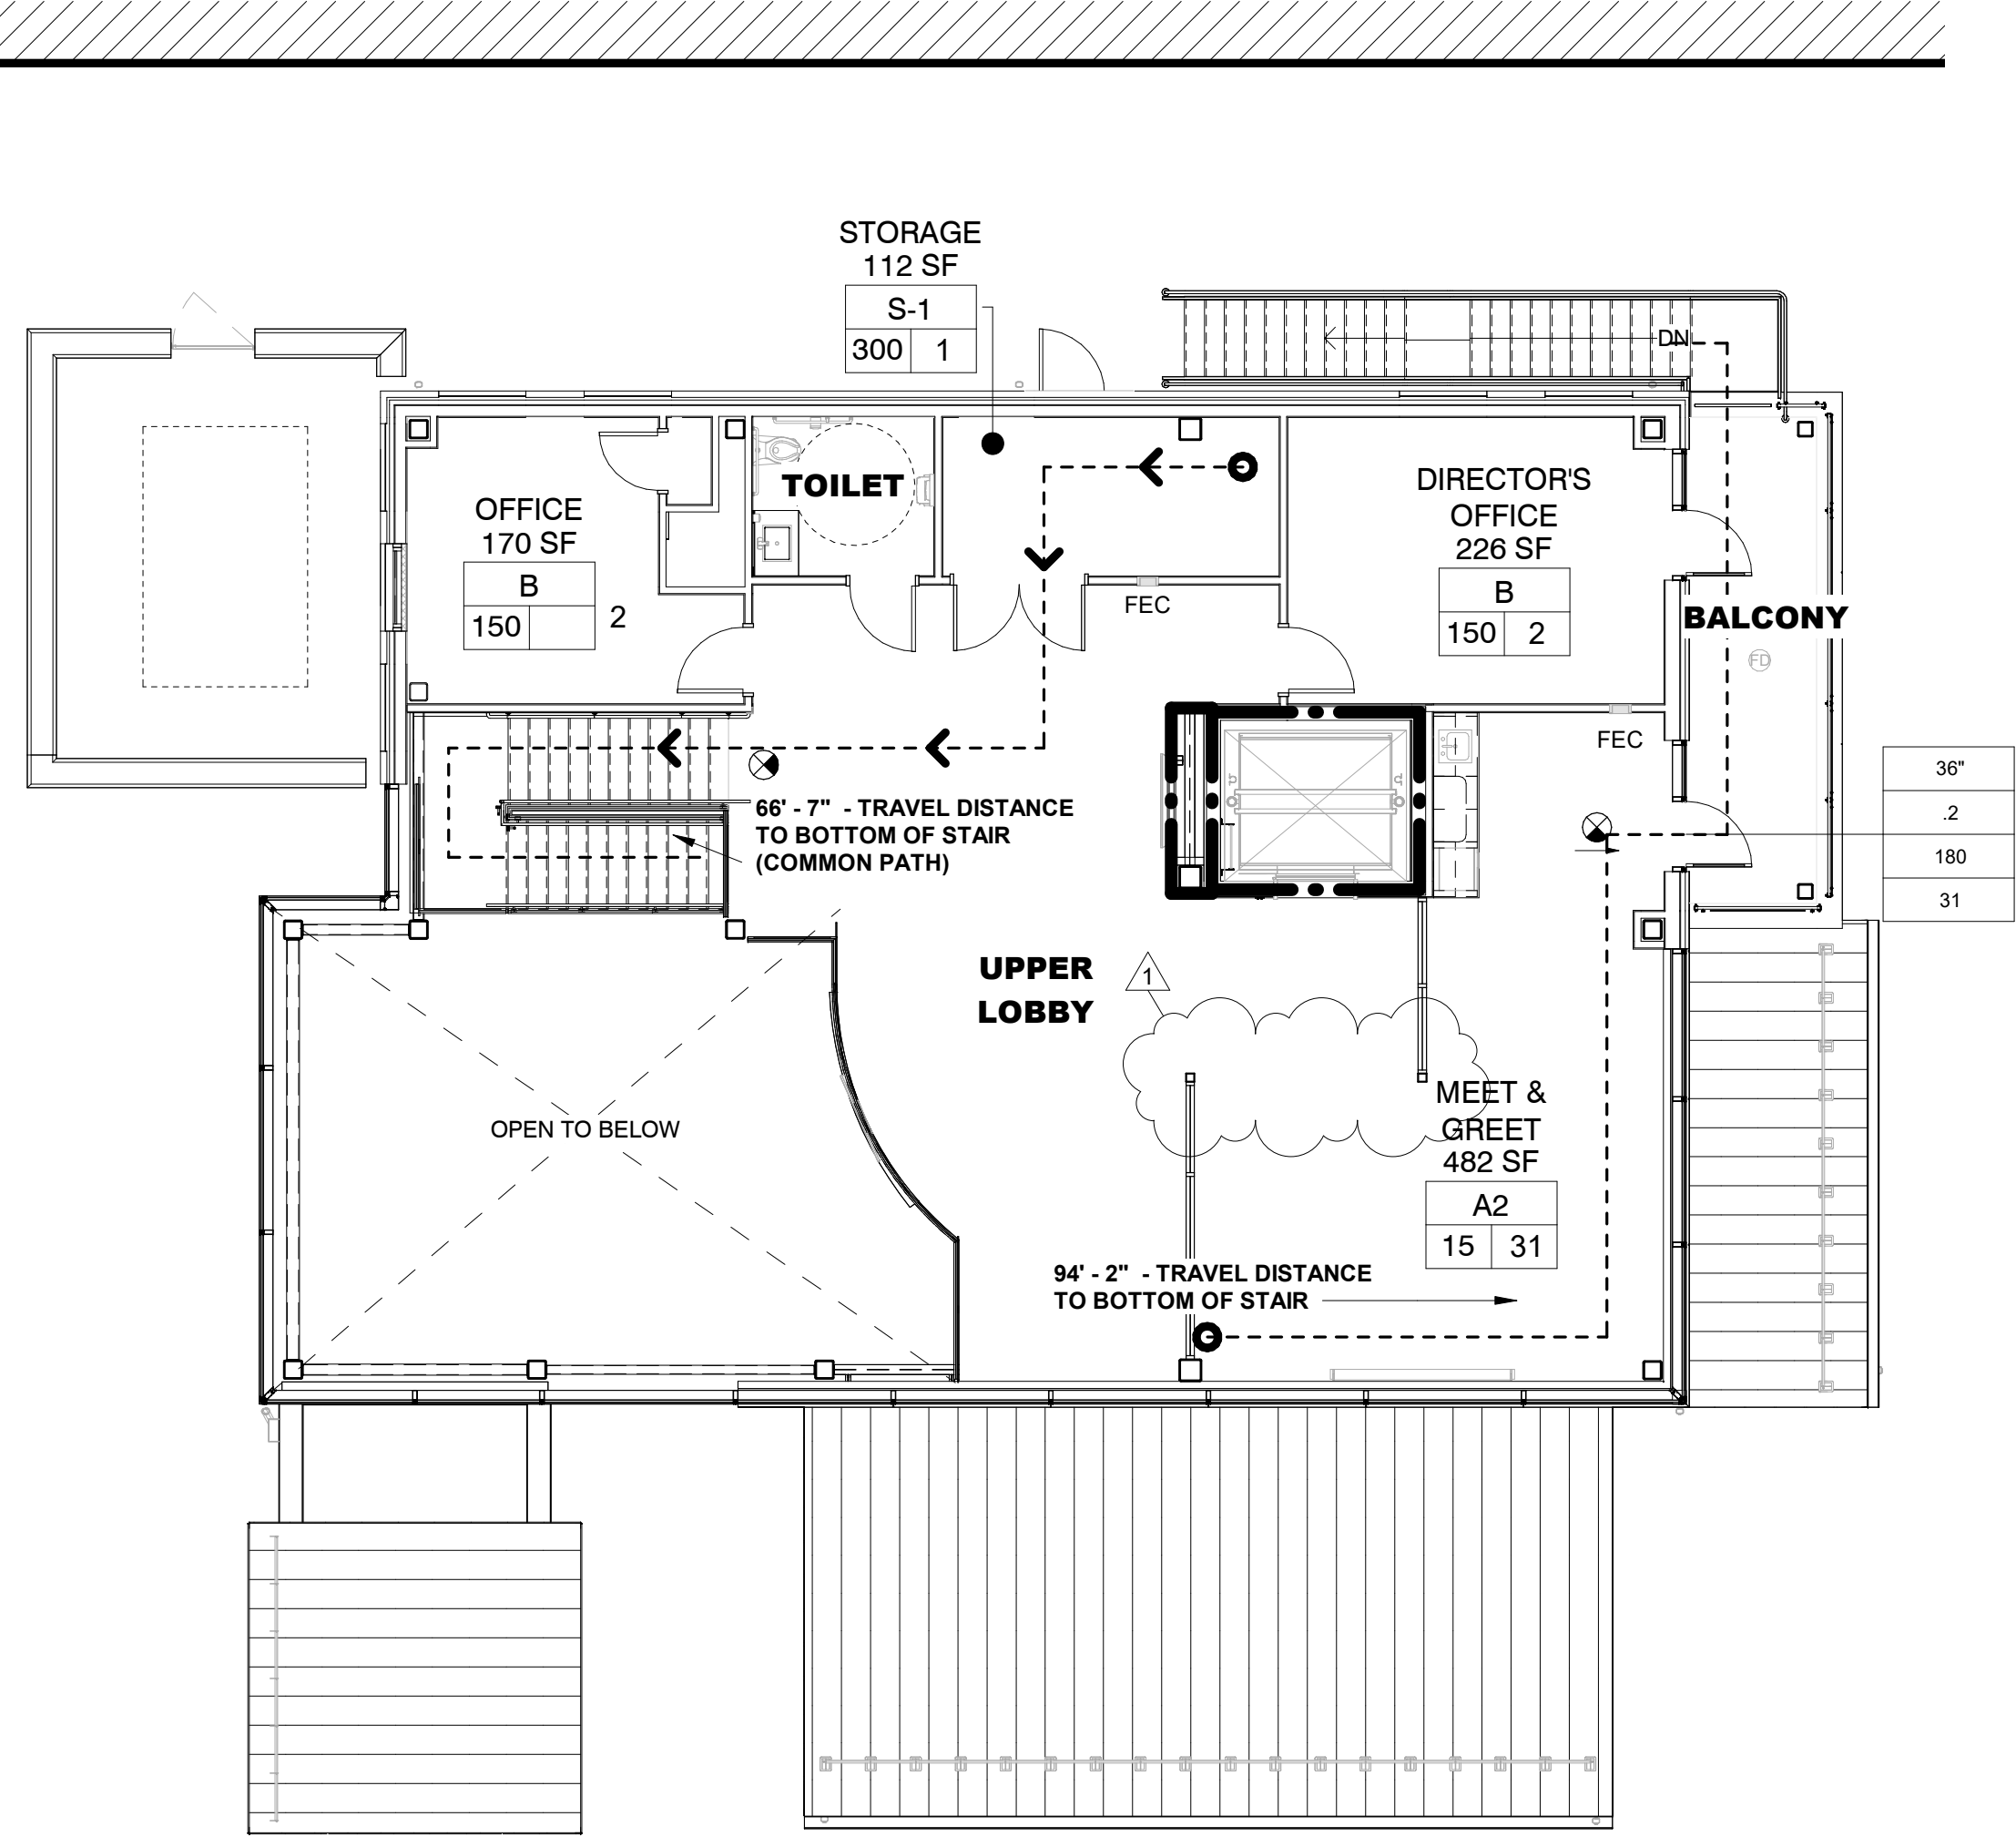 STORAGE
112 SF
S-1
300 1
DN
OFFICE
170 SF
B
150 2
TOILET
FEC
DIRECTOR'S
OFFICE
226 SF
B
150 2
BALCONY
FD
FEC
36"
.2
180
31
66' - 7" - TRAVEL DISTANCE
TO BOTTOM OF STAIR
(COMMON PATH)
UPPER
LOBBY
1
OPEN TO BELOW
MEET &
GREET
482 SF
A2
15 31
94' - 2" - TRAVEL DISTANCE
TO BOTTOM OF STAIR